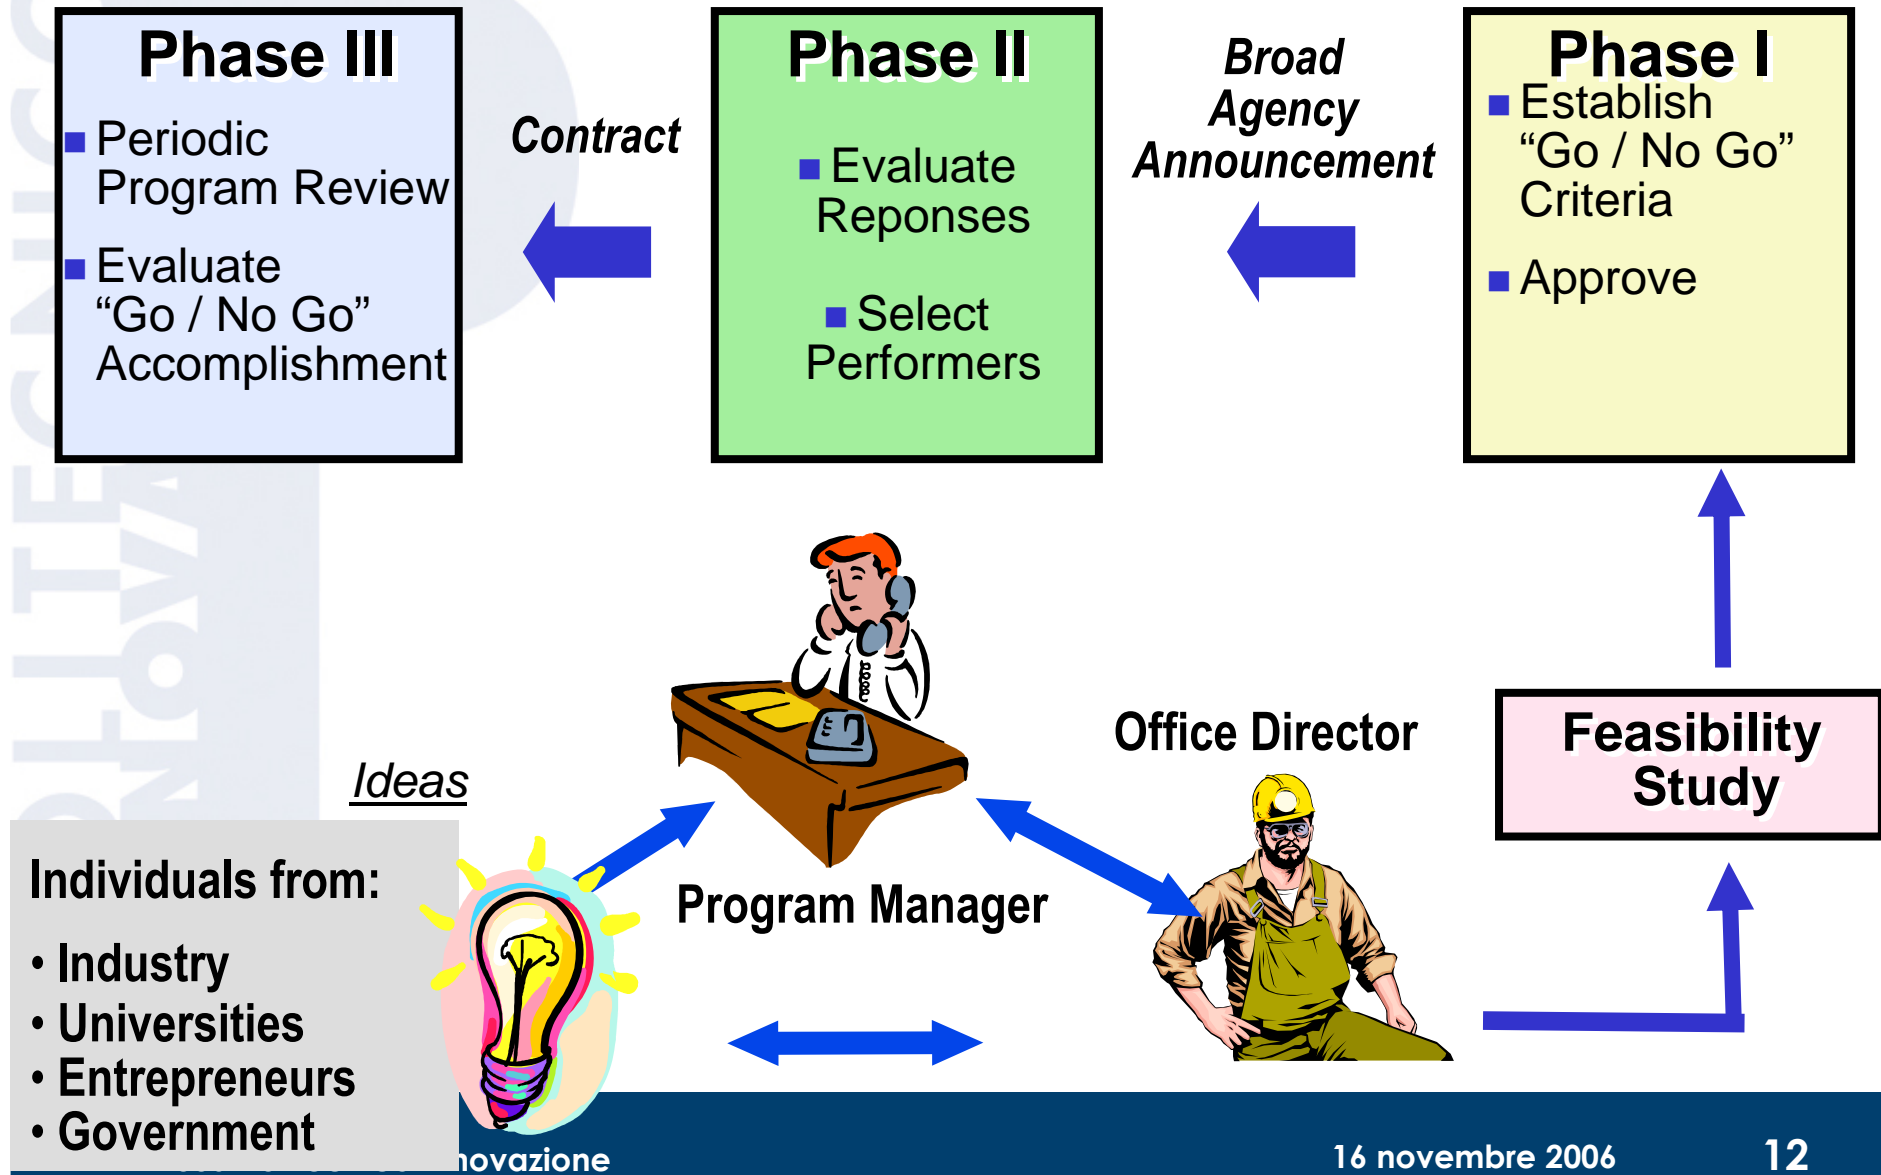 Phase III
■ Periodic
Program Review
■ Evaluate
“Go / No Go”
Accomplishment
Contract
Phase II
■ Evaluate
Reponses
■ Select
Performers
Broad
Agency
Announcement
Phase I
■ Establish
“Go / No Go”
Criteria
■ Approve
Feasibility
Study
Office Director
Program Manager
Ideas
Individuals from:
• Industry
• Universities
• Entrepreneurs
• Government
novazione
16 novembre 2006
12